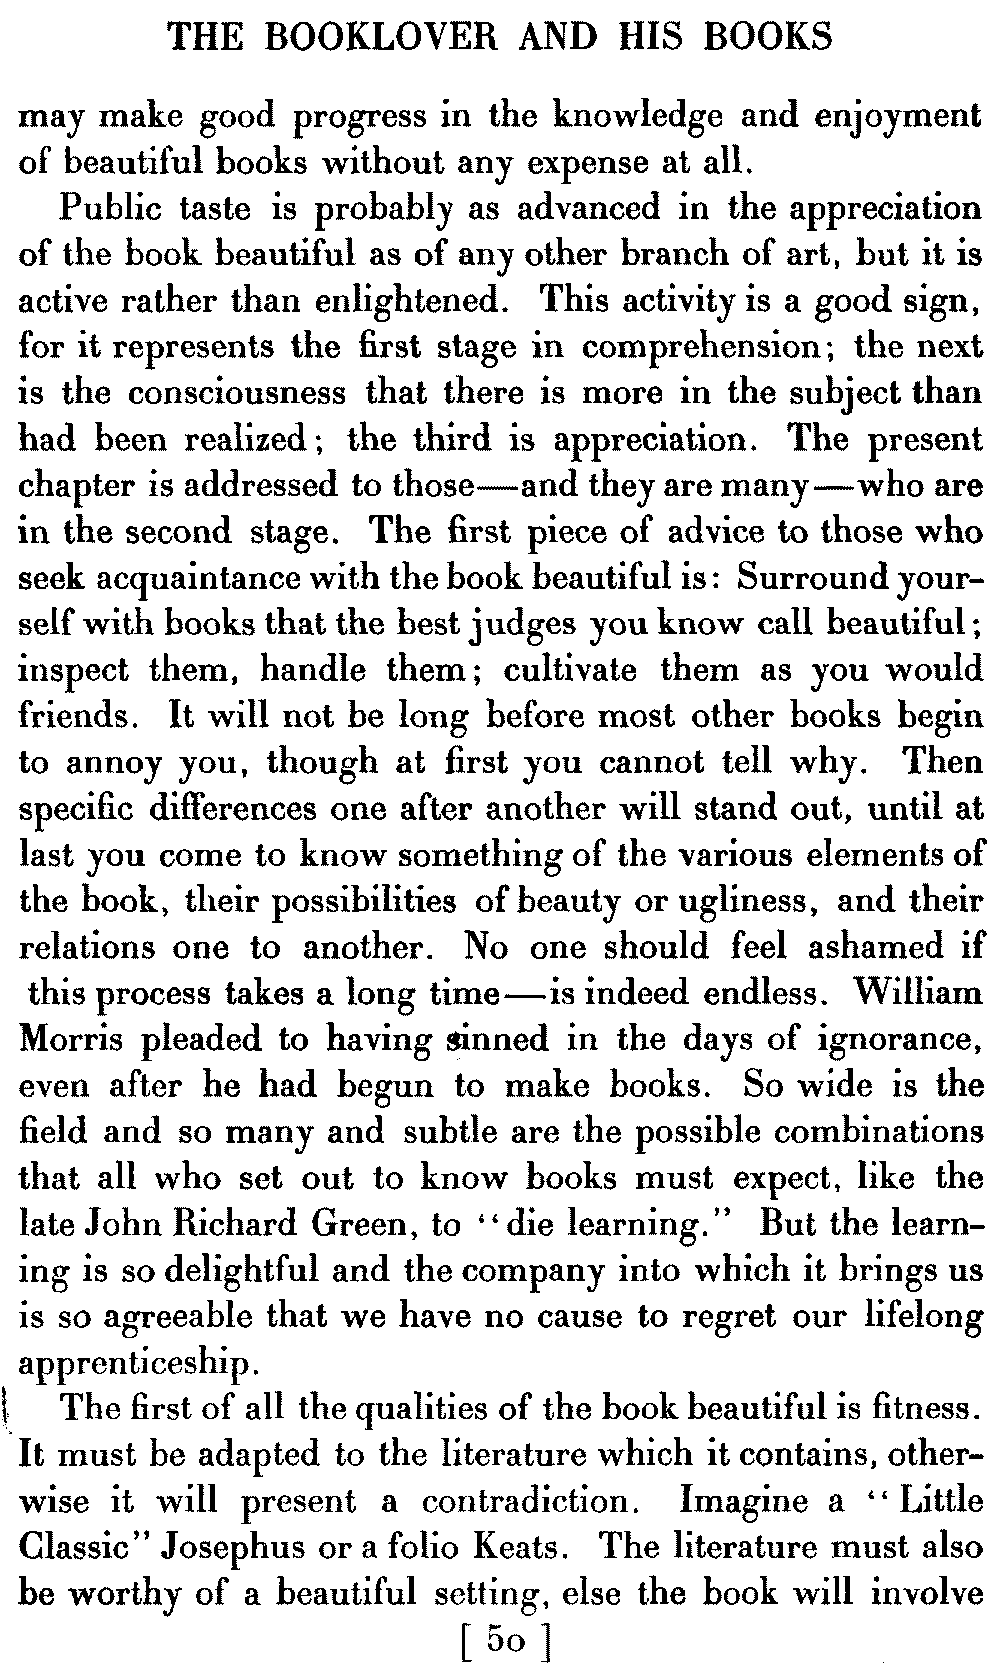 THE BOOKLOVER AND HIS BOOKS
may make good progress in the knowledge and enjoyment
of beautiful books without any expense at all.
Public taste is probably as advanced in the appreciation
of the book beautiful as of any other branch of art, but it is
active rather than enlightened. This activity is a good sign,
for it represents the first stage in comprehension; the next
is the consciousness that there is more in the subject than
had been realized; the third is appreciation. The present
chapter is addressed to those—and they are many—who are
in the second stage. The first piece of advice to those who
seek acquaintance with the book beautiful is: Surround your-
self with books that the best judges you know call beautiful;
inspect them, handle them; cultivate them as you would
friends. It will not be long before most other books begin
to annoy you, though at first you cannot tell why. Then
specific differences one after another will stand out, until at
last you come to know something of the various elements of
the book, their possibilities of beauty or ugliness, and their
relations one to another. No one should feel ashamed if
this process takes a long time—is indeed endless. William
Morris pleaded to having sinned in the days of ignorance,
even after he had begun to make books. So wide is the
field and so many and subtle are the possible combinations
that all who set out to know books must expect, like the
late John Richard Green, to “die learning.” But the learn-
ing is so delightful and the company into which it brings us
is so agreeable that we have no cause to regret our lifelong
apprenticeship.
The first of all the qualities of the book beautiful is fitness.
It must be adapted to the literature which it contains, other-
wise it will present a contradiction. Imagine a “Little
Classic” Josephus or a folio Keats. The literature must also
be worthy of a beautiful setting, else the book will involve
[ 50 ]